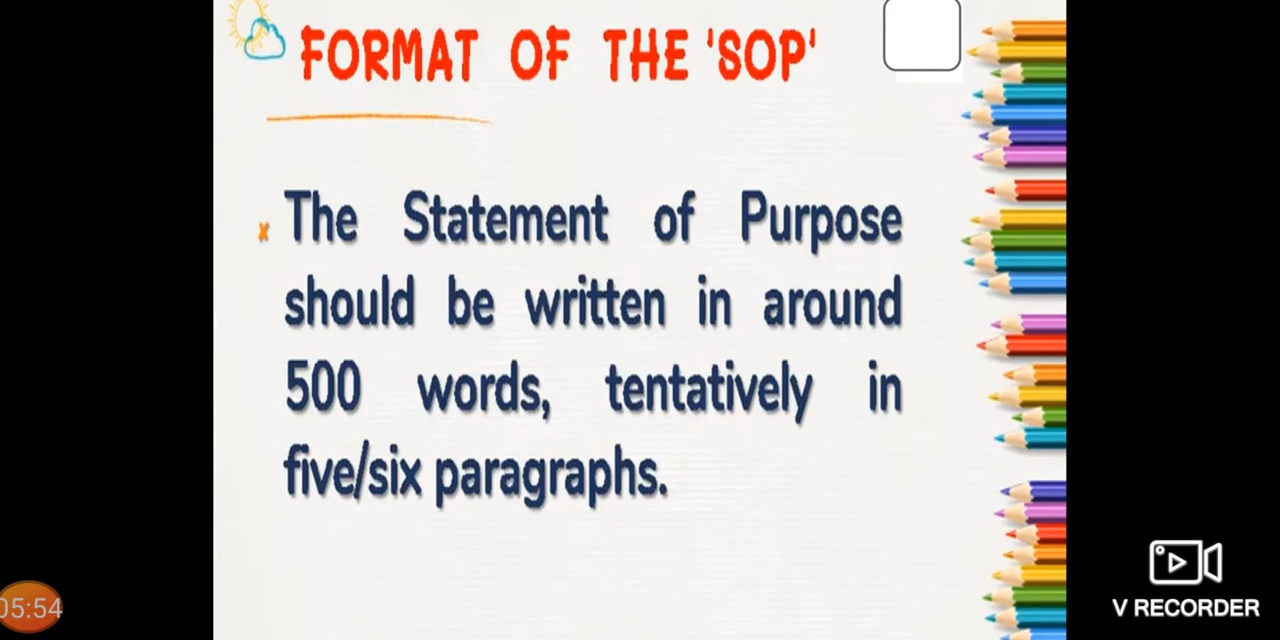 FORMAT OF THE 'SOP'
The Statement of Purpose
should be written in around
500 words, tentatively in
five/six paragraphs.
05:54
V RECORDER